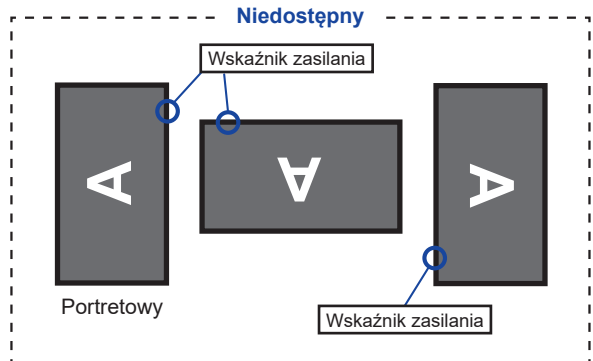 Niedostępny
Wskaźnik zasilania
A
A
A
Portretowy
Wskaźnik zasilania